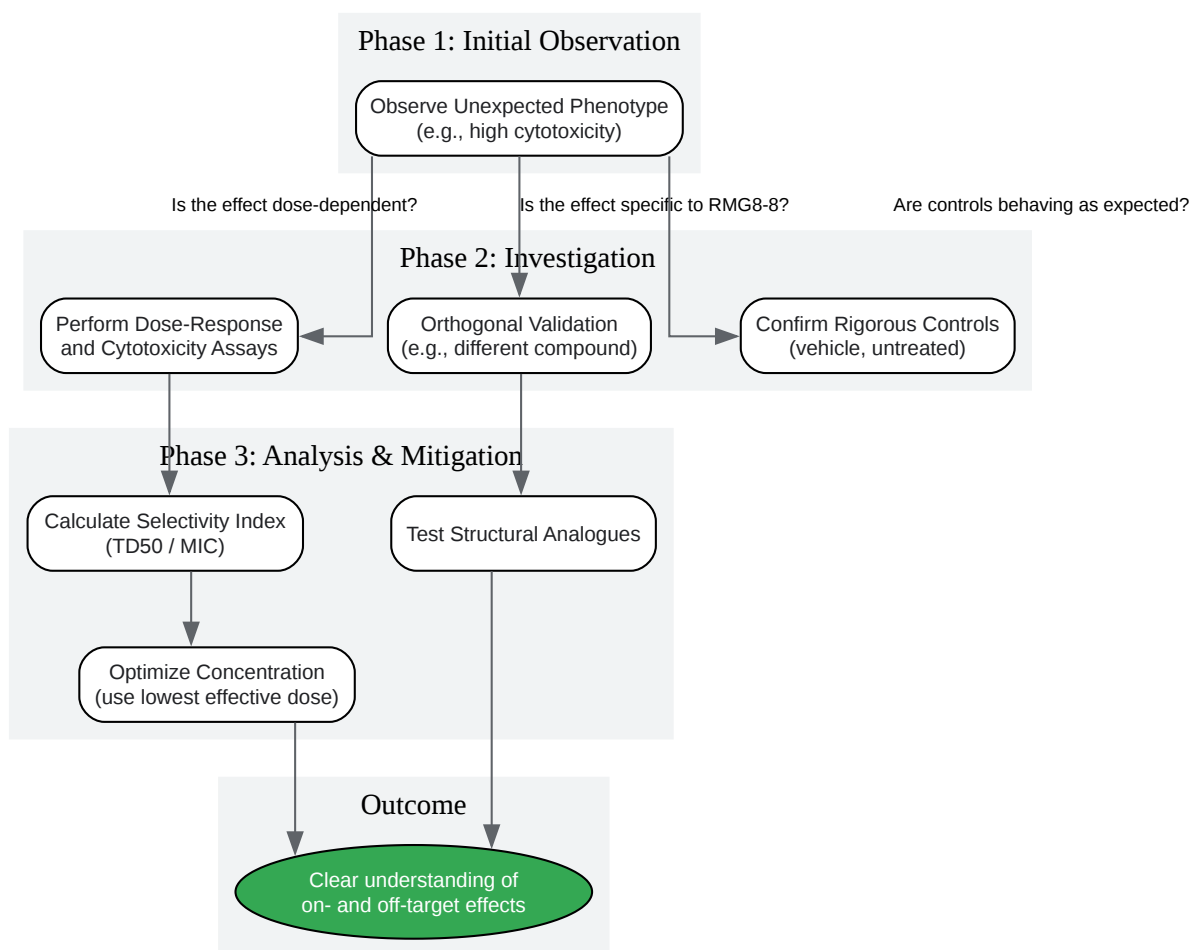 Phase 1: Initial Observation
Observe Unexpected Phenotype
(e.g., high cytotoxicity)
Is the effect dose-dependent?
Is the effect specific to RMG8-8?
Are controls behaving as expected?
Phase 2: Investigation
Perform Dose-Response
and Cytotoxicity Assays
Orthogonal Validation
(e.g., different compound)
Confirm Rigorous Controls
(vehicle, untreated)
Phase 3: Analysis & Mitigation
Calculate Selectivity Index
(TD50 / MIC)
Test Structural Analogues
Optimize Concentration
(use lowest effective dose)
Outcome
Clear understanding of
on- and off-target effects